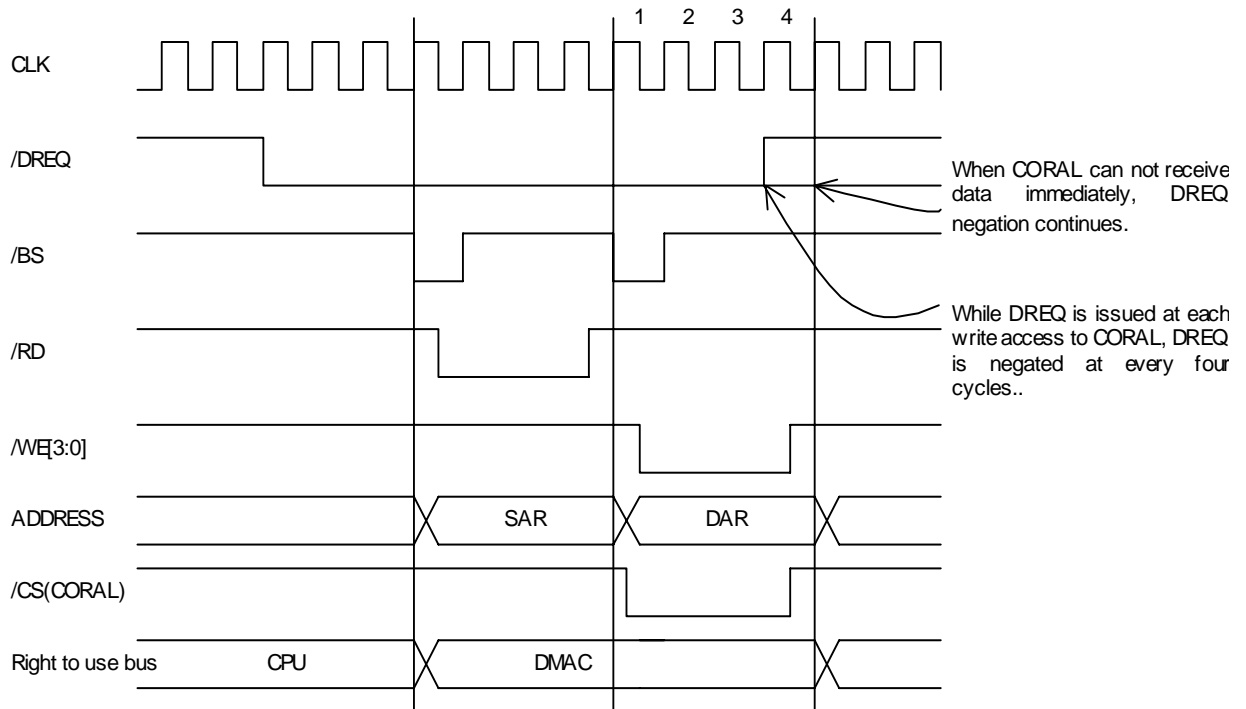 1 2 3 4
CLK
/DREQ
When CORAL can not receive
data immediately, DREQ
negation continues.
/BS
While DREQ is issued at each
write access to CORAL, DREQ
is negated at every four
cycles..
/RD
/WE[3:0]
ADDRESS SAR DAR
/CS(CORAL)
Right to use bus CPU DMAC